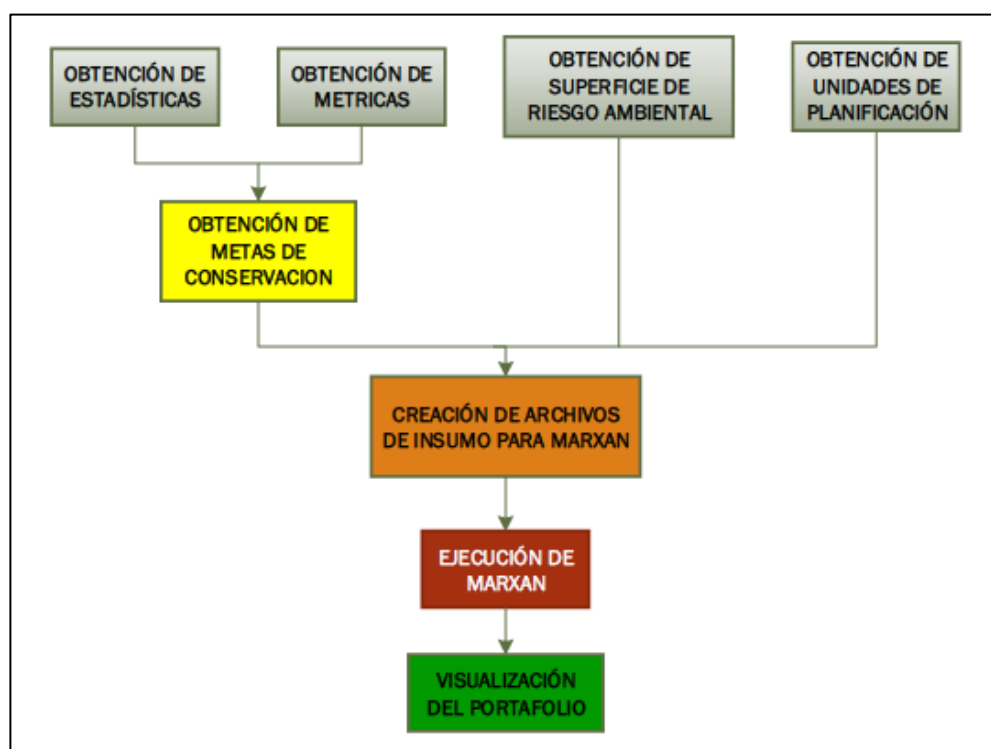 OBTENCIÓN DE
ESTADÍSTICAS
OBTENCIÓN DE
METRICAS
OBTENCIÓN DE
SUPERFICIE DE
RIESGO AMBIENTAL
OBTENCIÓN DE
UNIDADES DE
PLANIFICACIÓN
OBTENCIÓN DE
METAS DE
CONSERVACION
CREACIÓN DE ARCHIVOS
DE INSUMO PARA MARXAN
EJECUCIÓN DE
MARXAN
VISUALIZACIÓN
DEL PORTAFOLIO